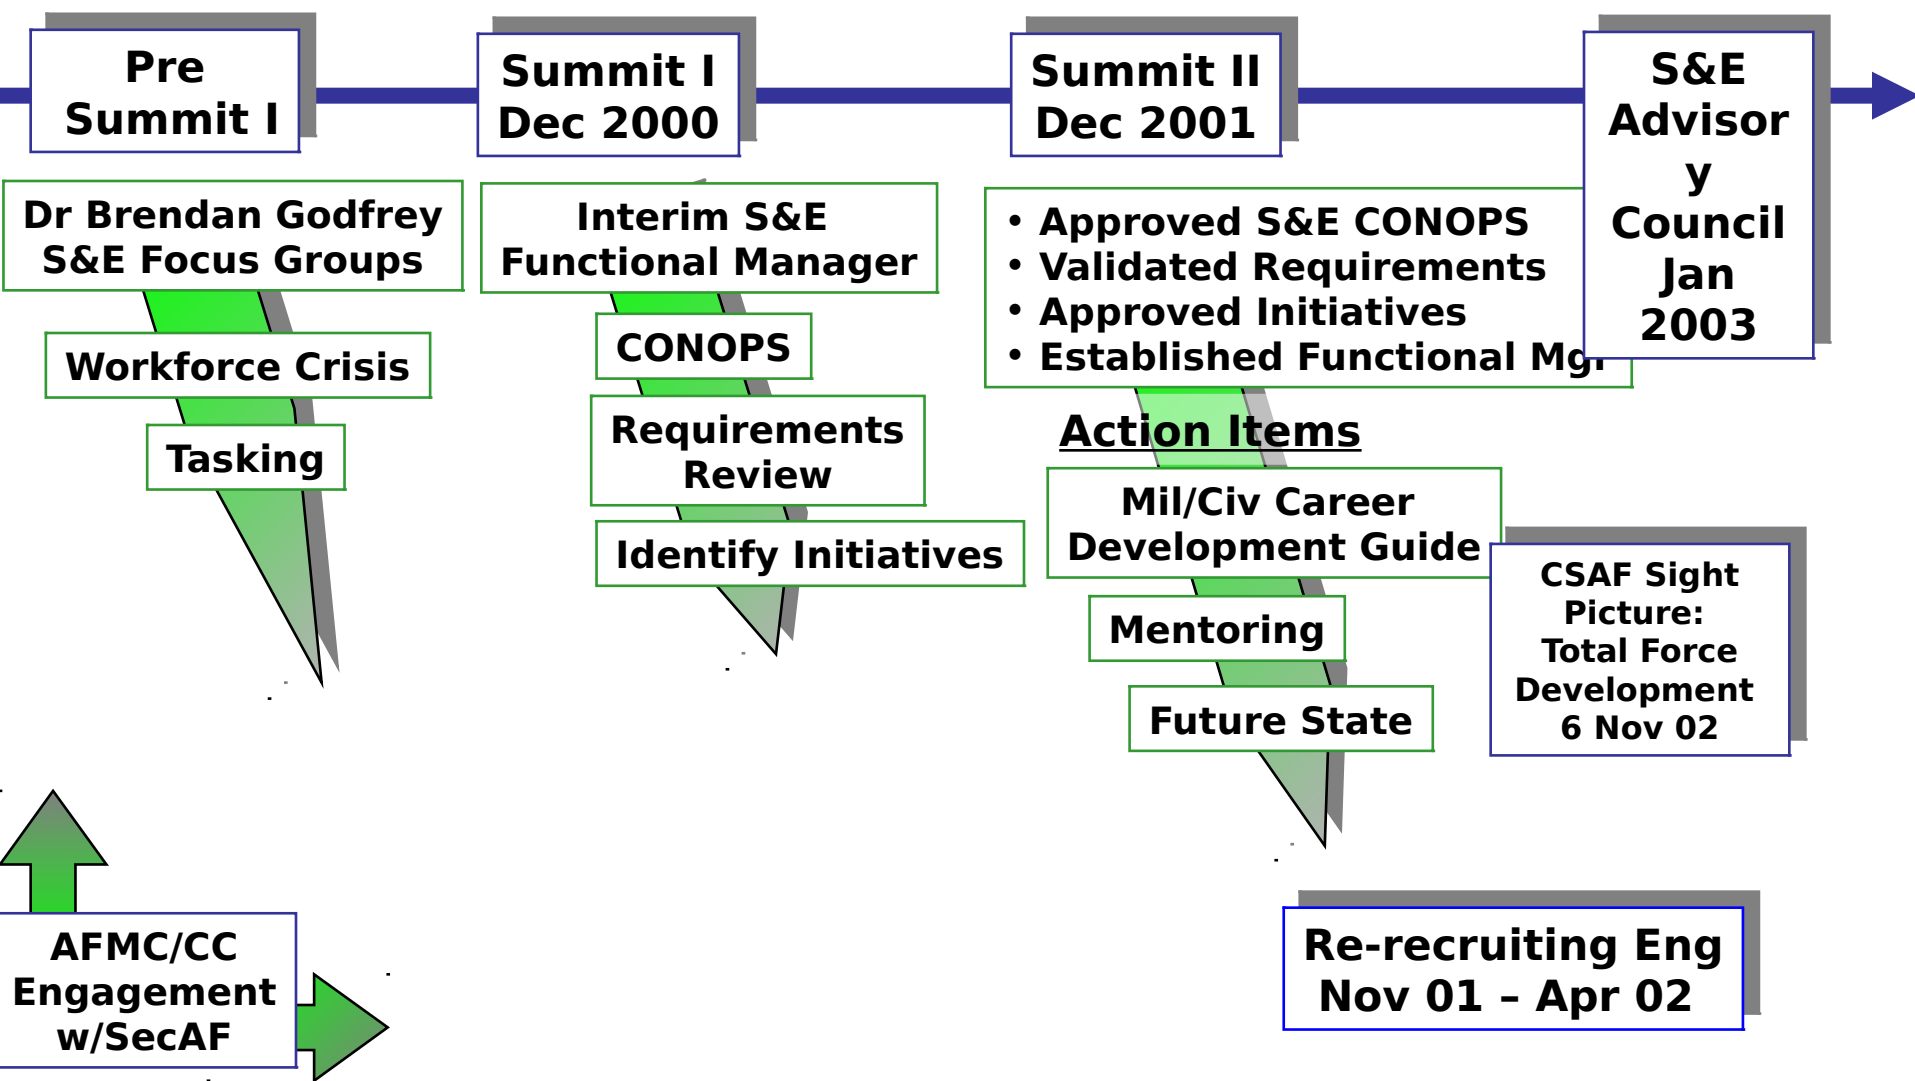 Pre
Summit I
Summit I
Dec 2000
Summit II
Dec 2001
S&E
Advisor
y
Council
Jan
2003
Dr Brendan Godfrey
S&E Focus Groups
Workforce Crisis
Tasking
Interim S&E
Functional Manager
CONOPS
Requirements
Review
Identify Initiatives
• Approved S&E CONOPS
• Validated Requirements
• Approved Initiatives
• Established Functional Mgr
Action Items
Mil/Civ Career
Development Guide
Mentoring
Future State
CSAF Sight
Picture:
Total Force
Development
6 Nov 02
AFMC/CC
Engagement
w/SecAF
Re-recruiting Eng
Nov 01 – Apr 02